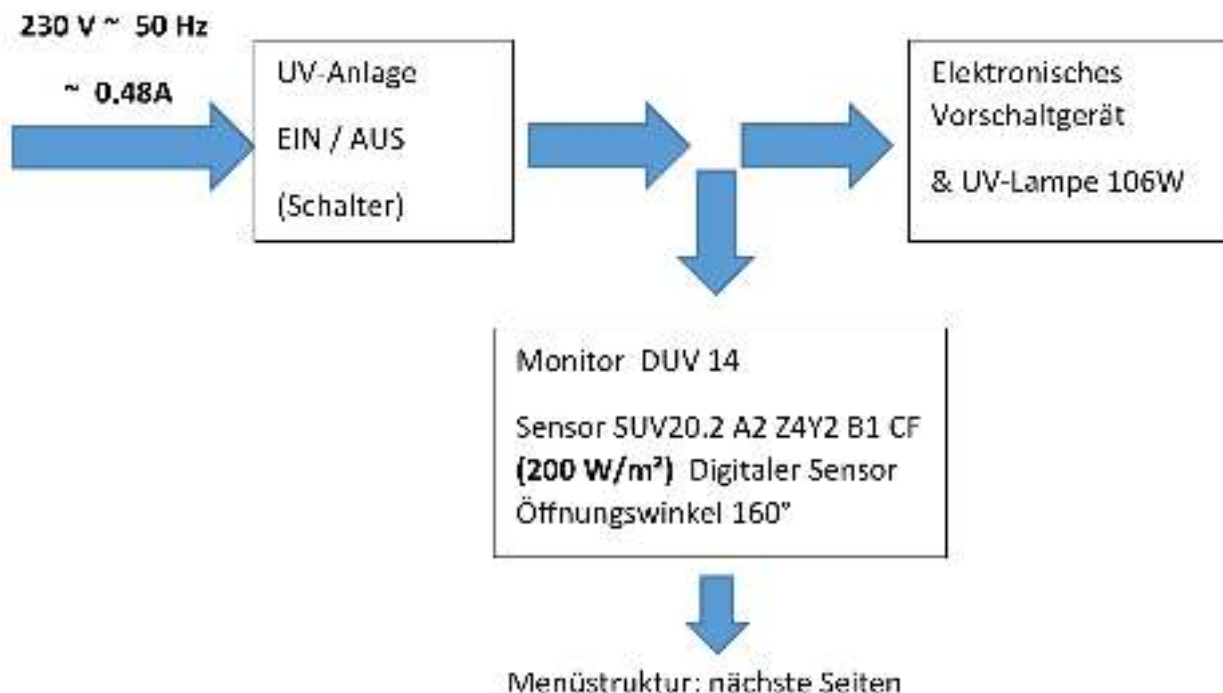 230 V ~ 50 Hz
~ 0.48A
UV-Anlage
EIN / AUS
(Schalter)
Elektronisches
Vorschaltgerät
& UV-Lampe 106W
Monitor DUV 14
Sensor SUV20.2 A2 Z4Y2 B1 CF
(200 W/m²) Digitaler Sensor
Öffnungswinkel 160°
Menüstruktur: nächste Seiten